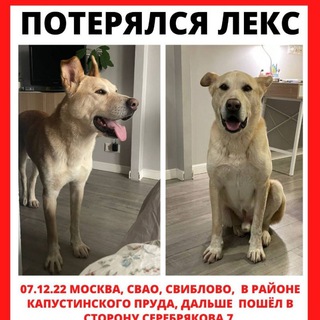 ПОТЕРЯЛСЯ ЛЕКС
07.12.22 МОСКВА, СВАО, СВИБЛОВО, В РАЙОНЕ
КАПУСТИНСКОГО ПРУДА, ДАЛЬШЕ ПОШЁЛ В
СТОРОНУ СЕРЕБРЯКОВА 7